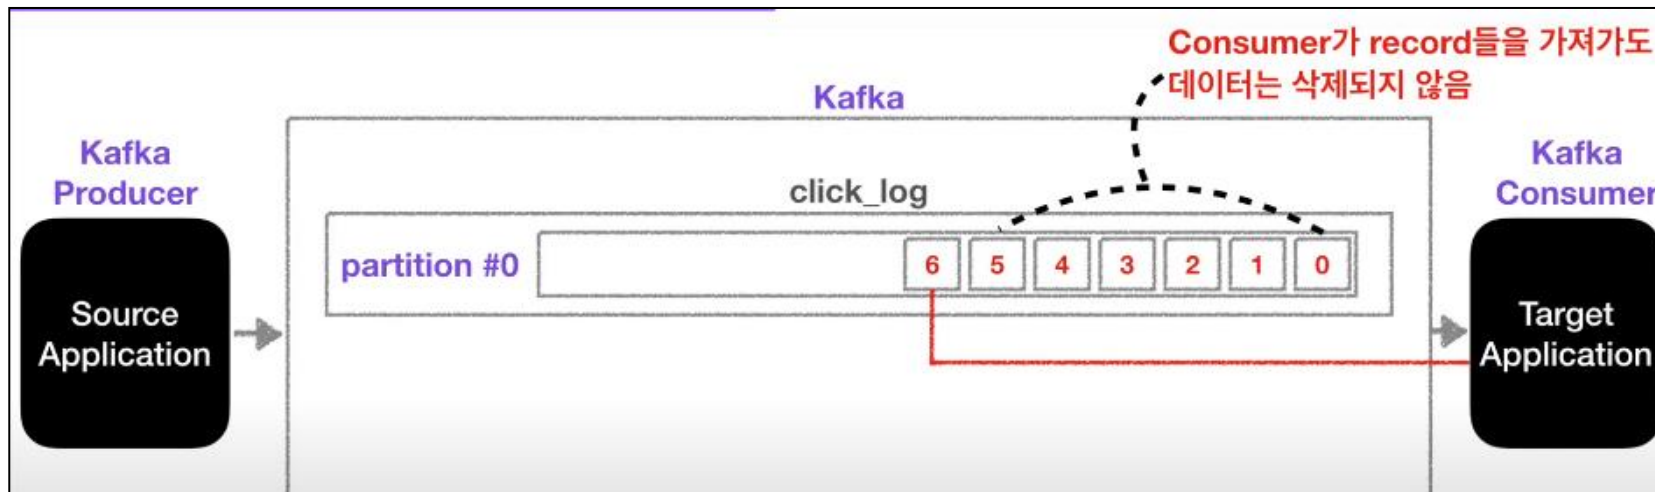 Consumer가 record들을 가져가도
데이터는 삭제되지 않음
Kafka
Kafka
Producer
Kafka
Consumer
click_log
partition #0
6 5 4 3 2 1 0
Source
Application
Target
Application